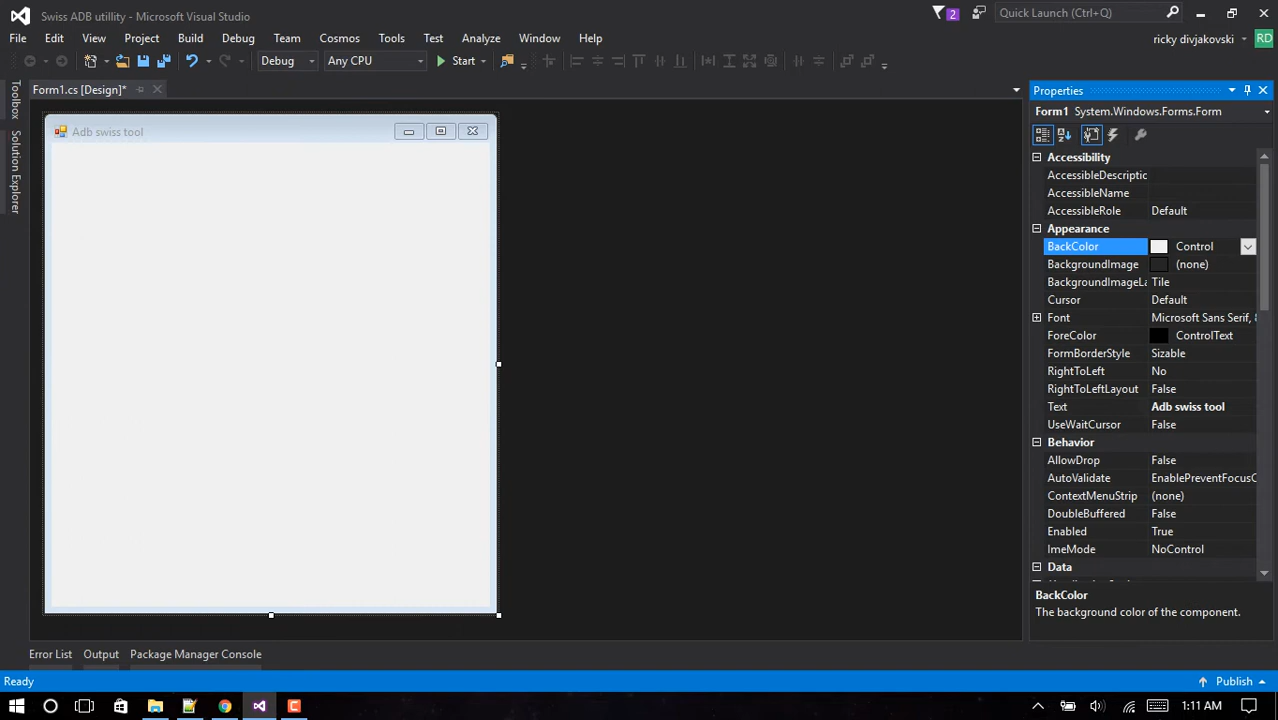 Swiss ADB utillty - Microsoft Visual Studio
2
Quick Launch (Ctrl+Q)
File Edit View Project Build Debug Team Cosmos Tools Test Analyze Window Help
ricky divjakovski RD
Debug Any CPU Start
Toolbox
Solution Explorer
Form1.cs [Design]*
Adb swiss tool
Properties
Form1 System.Windows.Forms.Form
Accessibility
AccessibleDescriptic
AccessibleName
AccessibleRole Default
Appearance
BackColor Control
BackgroundImage (none)
BackgroundImageLa Tile
Cursor Default
Font Microsoft Sans Serif, 8
ForeColor ControlText
FormBorderStyle Sizable
RightToLeft No
RightToLeftLayout False
Text Adb swiss tool
UseWaitCursor False
Behavior
AllowDrop False
AutoValidate EnablePreventFocusC
ContextMenuStrip (none)
DoubleBuffered False
Enabled True
ImeMode NoControl
Data
BackColor
The background color of the component.
Error List Output Package Manager Console
Ready
Publish
1:11 AM